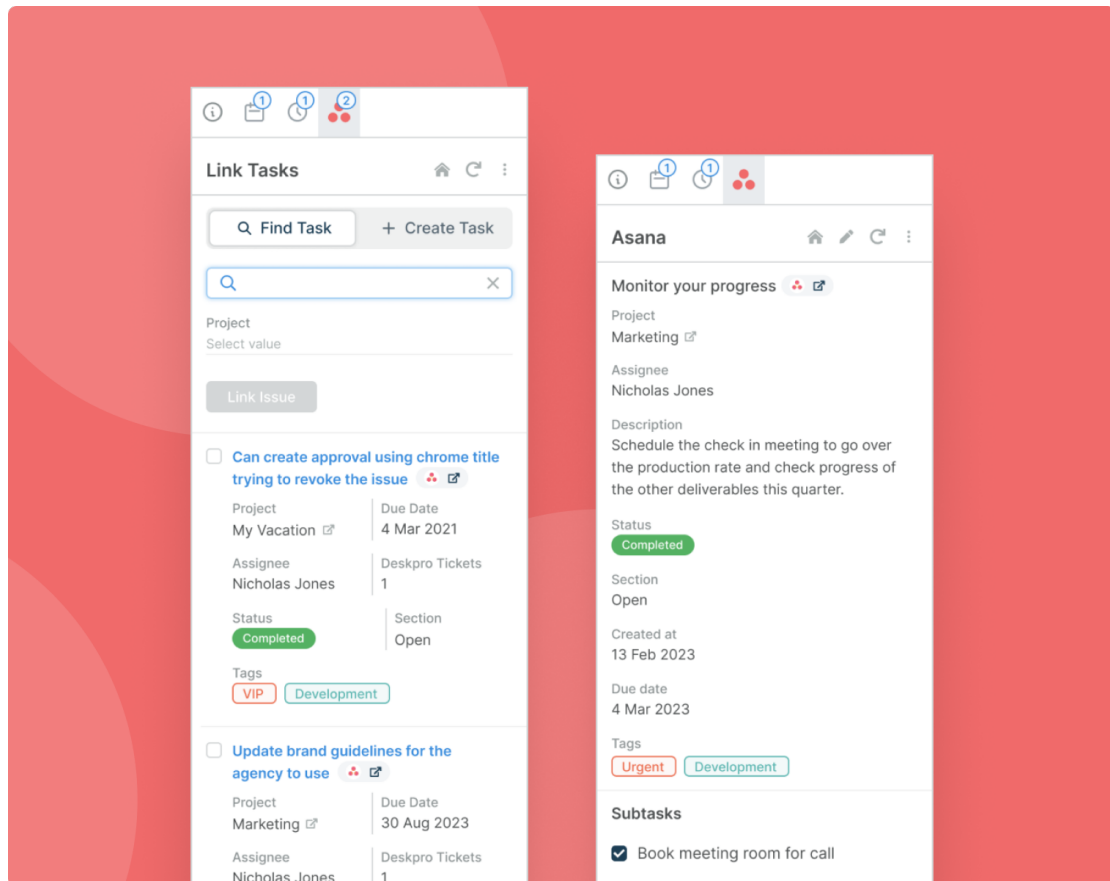 1 1 2
Link Tasks
Find Task + Create Task
Project
Select value
Link Issue
Can create approval using chrome title
trying to revoke the issue
Project Due Date
My Vacation 4 Mar 2021
Assignee Deskpro Tickets
Nicholas Jones 1
Status Section
Completed Open
Tags
VIP Development
Update brand guidelines for the
agency to use
Project Due Date
Marketing 30 Aug 2023
Assignee Deskpro Tickets
Nicholas Jones 1
1 1
Asana
Monitor your progress
Project
Marketing
Assignee
Nicholas Jones
Description
Schedule the check in meeting to go over
the production rate and check progress of
the other deliverables this quarter.
Status
Completed
Section
Open
Created at
13 Feb 2023
Due date
4 Mar 2023
Tags
Urgent Development
Subtasks
Book meeting room for call